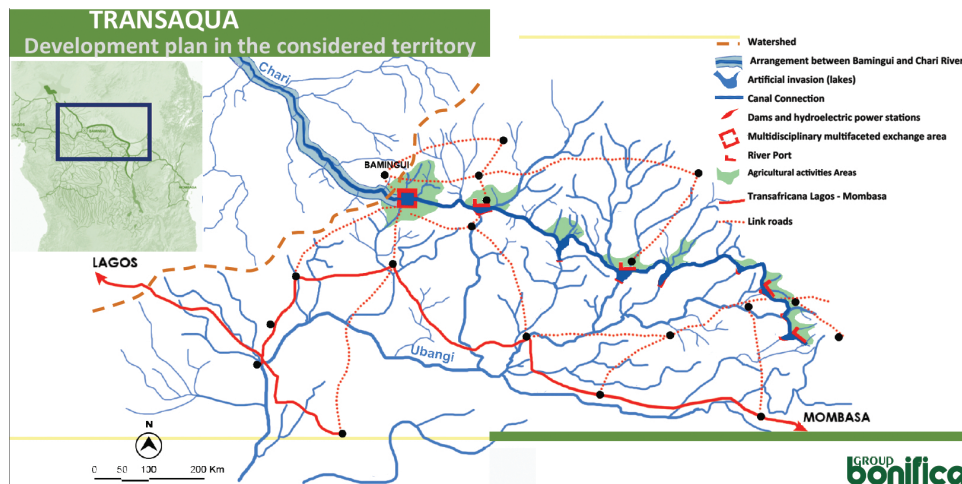 TRANSAQUA
Development plan in the considered territory
Watershed
Arrangement between Bamingui and Chari River
Artificial invasion (lakes)
Canal Connection
Dams and hydroelectric power stations
Multidisciplinary multifaceted exchange area
River Port
Agricultural activities Areas
Transafricana Lagos - Mombasa
Link roads
Chari
BAMINGUI
LAGOS
Ubangi
MOMBASA
N
0 50 100 200 Km
GROUP
bonifica